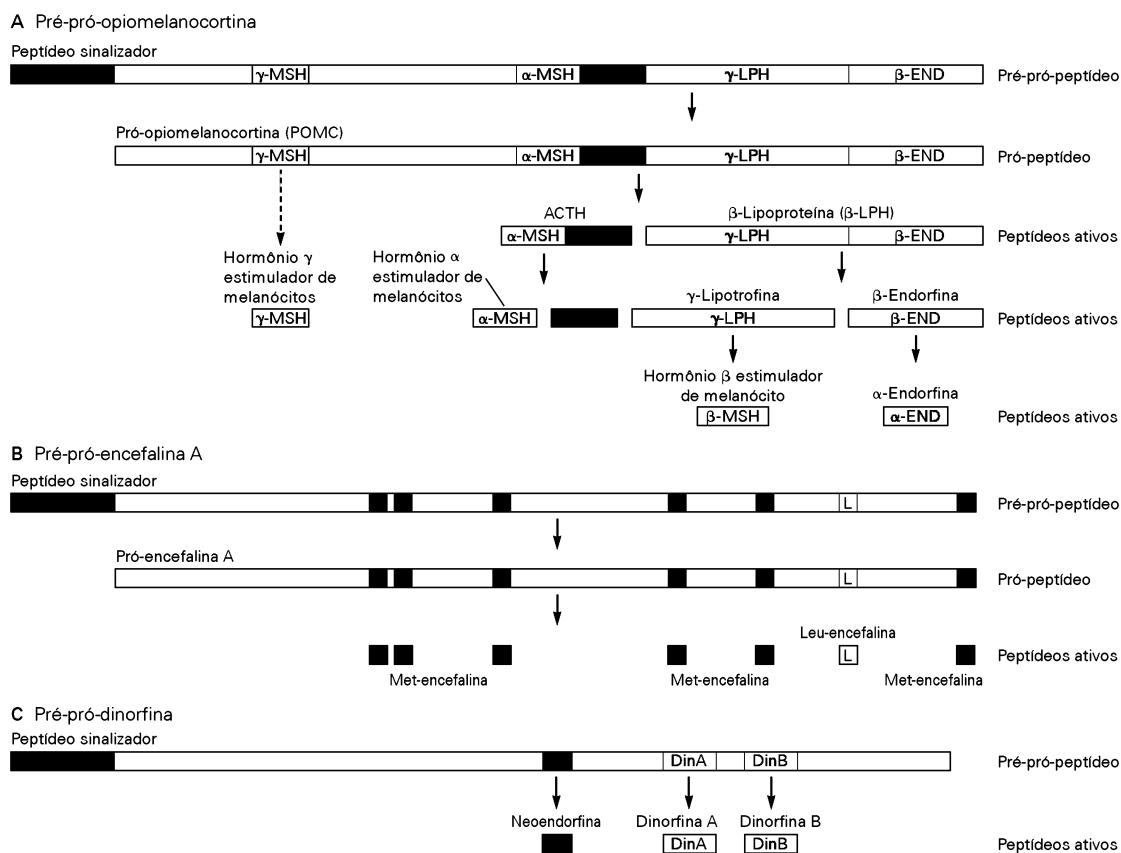 A Pré-pró-opiomelanocortina
Peptídeo sinalizador
γ-MSH α-MSH γ-LPH β-END Pré-pró-peptídeo
Pró-opiomelanocortina (POMC)
γ-MSH α-MSH γ-LPH β-END Pró-peptídeo
ACTH β-Lipoproteína (β-LPH)
α-MSH γ-LPH β-END Peptídeos ativos
Hormônio γ
estimulador de
melanócitos
Hormônio α
estimulador de
melanócitos
γ-Lipotrofina β-Endorfina
γ-MSH α-MSH γ-LPH β-END Peptídeos ativos
Hormônio β estimulador
de melanócito
α-Endorfina
β-MSH α-END Peptídeos ativos
B Pré-pró-encefalina A
Peptídeo sinalizador
L Pré-pró-peptídeo
Pró-encefalina A
L Pró-peptídeo
Leu-encefalina
L Peptídeos ativos
Met-encefalina Met-encefalina Met-encefalina
C Pré-pró-dinorfina
Peptídeo sinalizador
DinA DinB Pré-pró-peptídeo
Neoendorfina Dinorfina A Dinorfina B
DinA DinB Peptídeos ativos